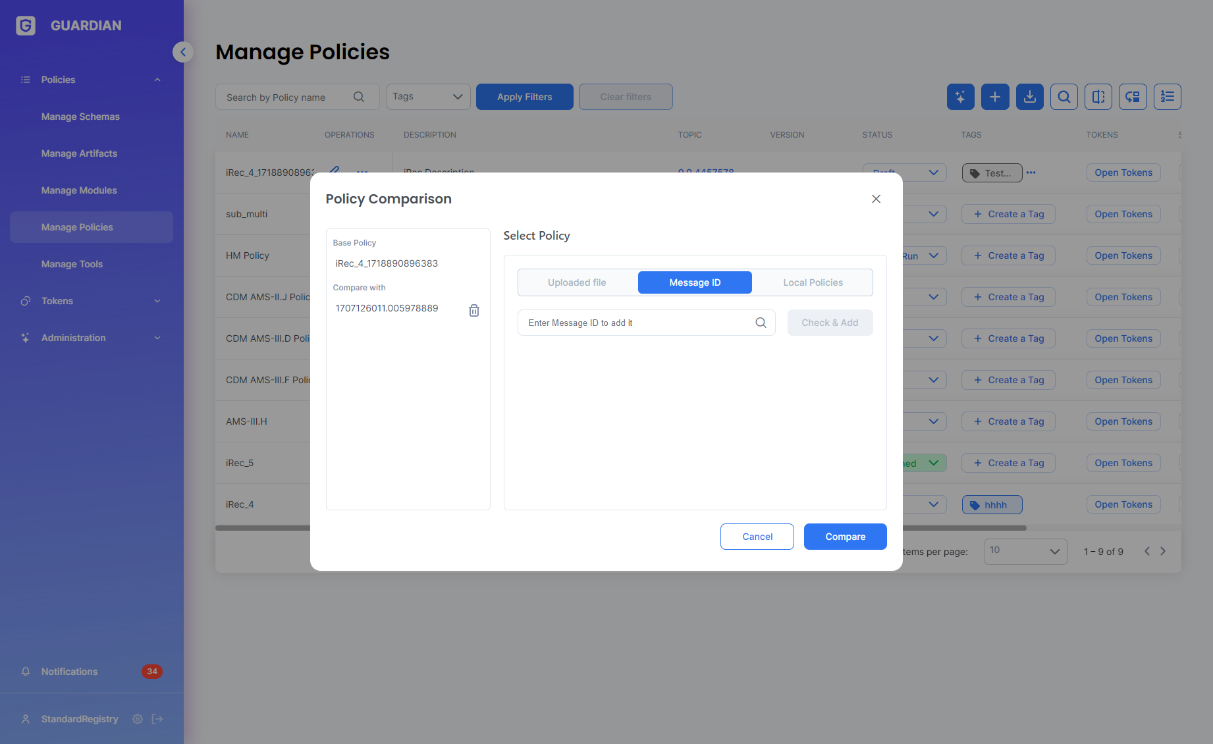 GUARDIAN
Policies
Manage Schemas
Manage Artifacts
Manage Modules
Manage Policies
Manage Tools
Tokens
Administration
Notifications 34
StandardRegistry
Manage Policies
Search by Policy name Tags Apply Filters Clear filters
NAME OPERATIONS DESCRIPTION TOPIC VERSION STATUS TAGS TOKENS
iRec_4_1718890896 iRec Description 0.0.4457578 Draft Test... Open Tokens
sub_multi + Create a Tag Open Tokens
HM Policy Run + Create a Tag Open Tokens
CDM AMS-II.J Polic + Create a Tag Open Tokens
CDM AMS-III.D Poli + Create a Tag Open Tokens
CDM AMS-III.F Polic + Create a Tag Open Tokens
AMS-III.H + Create a Tag Open Tokens
iRec_5 + Create a Tag Open Tokens
iRec_4 hhhh Open Tokens
tems per page: 10 1 – 9 of 9
Policy Comparison
Base Policy
iRec_4_1718890896383
Compare with
1707126011.005978889
Select Policy
Uploaded file Message ID Local Policies
Enter Message ID to add it Check & Add
Cancel Compare